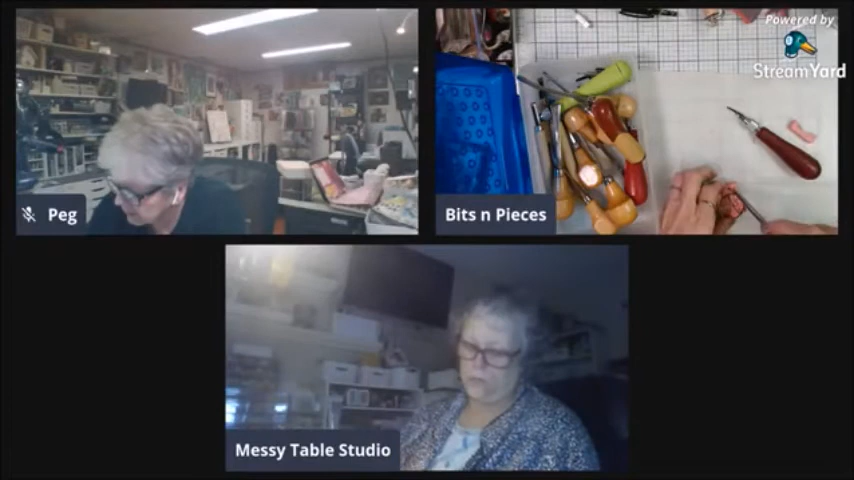 Powered by
StreamYard
Peg
Bits n Pieces
Messy Table Studio